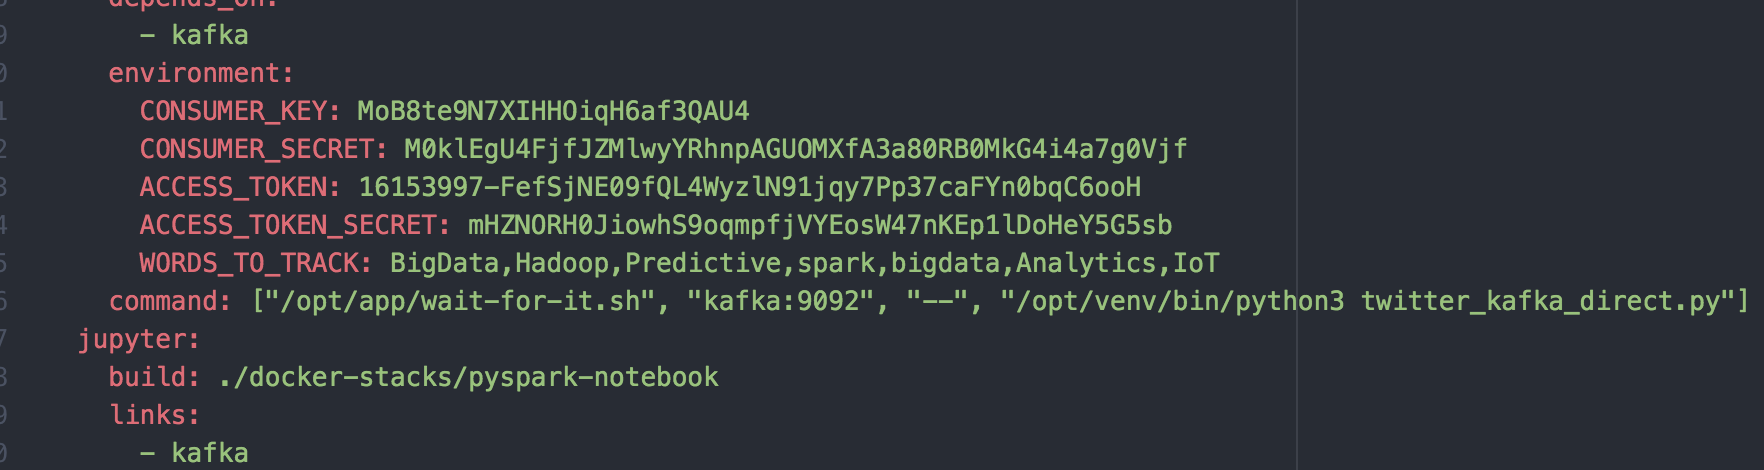 depends_on:
- kafka
environment:
CONSUMER_KEY: MoB8te9N7XIHHOiqH6af3QAU4
CONSUMER_SECRET: M0klEgU4FjfJZMlwyYRhnpAGUOMXfA3a80RB0MkG4i4a7g0Vjf
ACCESS_TOKEN: 16153997-FefSjNE09fQL4WyzlN91jqy7Pp37caFYn0bqC6ooH
ACCESS_TOKEN_SECRET: mHZNORH0JiowhS9oqmpfjVYEosW47nKEp1lDoHeY5G5sb
WORDS_TO_TRACK: BigData,Hadoop,Predictive,spark,bigdata,Analytics,IoT
command: ["/opt/app/wait-for-it.sh", "kafka:9092", "--", "/opt/venv/bin/python3 twitter_kafka_direct.py"]
jupyter:
build: ./docker-stacks/pyspark-notebook
links:
- kafka